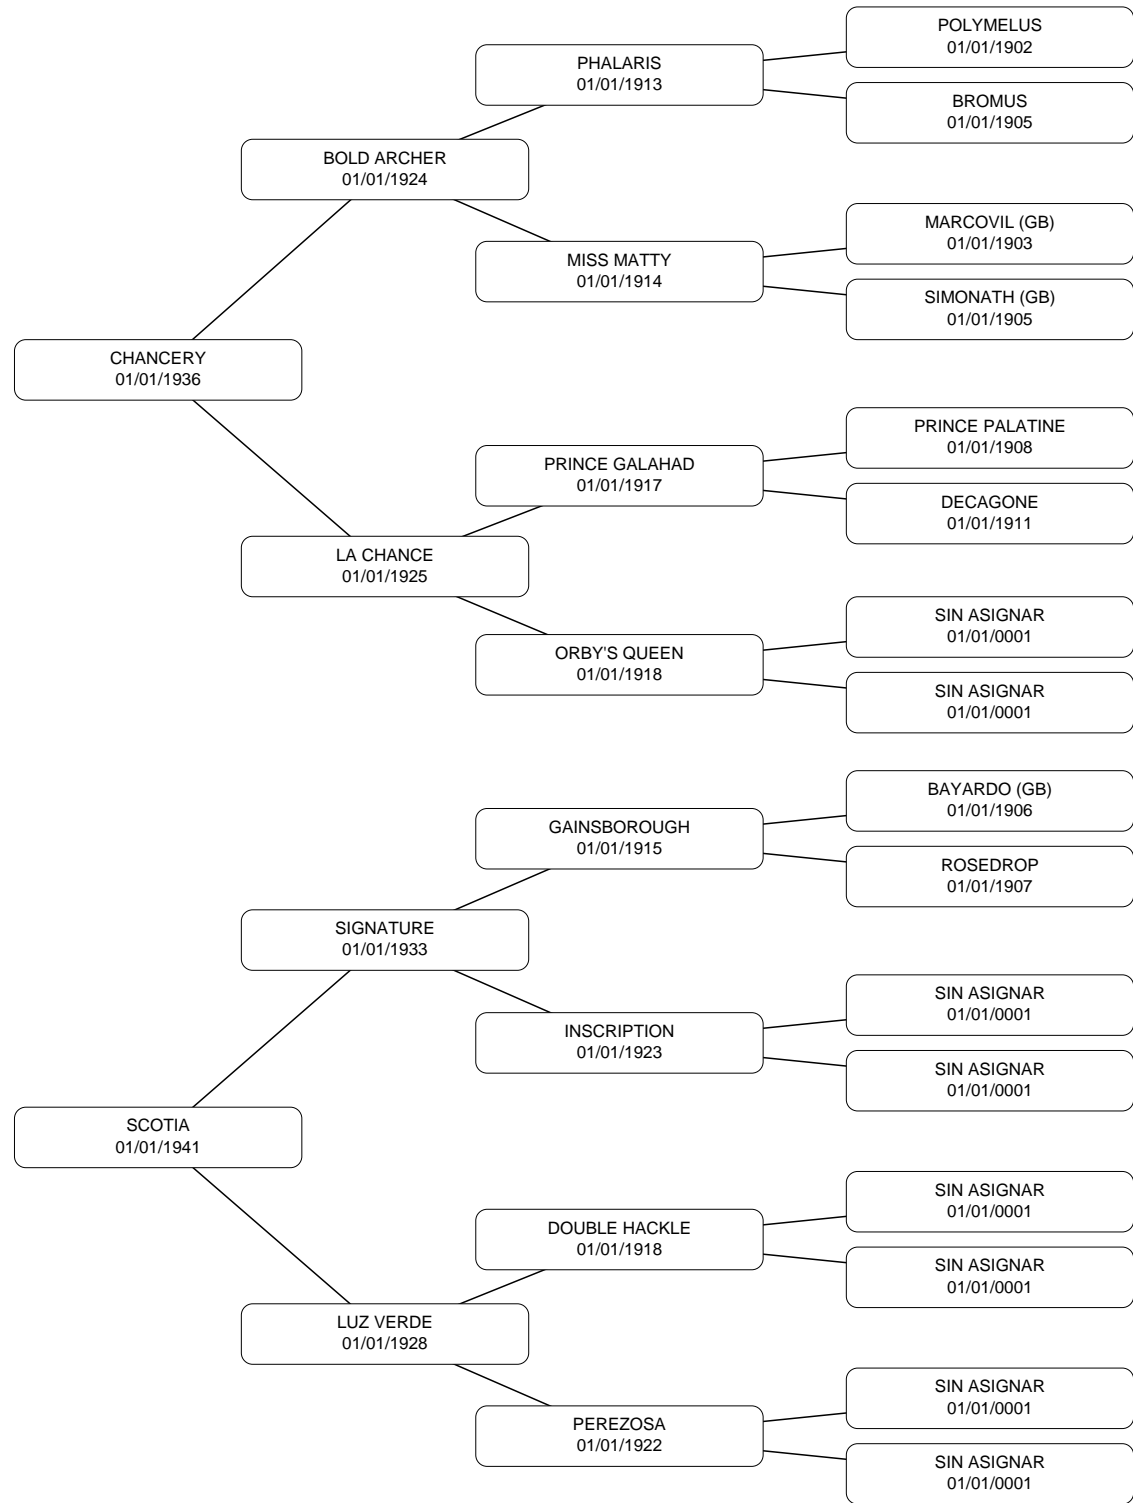 POLYMELUS
01/01/1902
PHALARIS
01/01/1913
BROMUS
01/01/1905
BOLD ARCHER
01/01/1924
MARCOVIL (GB)
01/01/1903
MISS MATTY
01/01/1914
SIMONATH (GB)
01/01/1905
CHANCERY
01/01/1936
PRINCE PALATINE
01/01/1908
PRINCE GALAHAD
01/01/1917
DECAGONE
01/01/1911
LA CHANCE
01/01/1925
SIN ASIGNAR
01/01/0001
ORBY'S QUEEN
01/01/1918
SIN ASIGNAR
01/01/0001
BAYARDO (GB)
01/01/1906
GAINSBOROUGH
01/01/1915
ROSEDROP
01/01/1907
SIGNATURE
01/01/1933
SIN ASIGNAR
01/01/0001
INSCRIPTION
01/01/1923
SIN ASIGNAR
01/01/0001
SCOTIA
01/01/1941
SIN ASIGNAR
01/01/0001
DOUBLE HACKLE
01/01/1918
SIN ASIGNAR
01/01/0001
LUZ VERDE
01/01/1928
SIN ASIGNAR
01/01/0001
PEREZOSA
01/01/1922
SIN ASIGNAR
01/01/0001